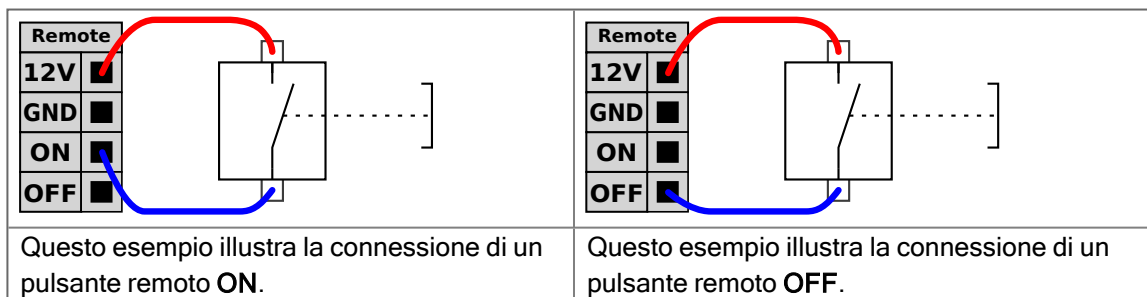 Remote
12V
GND
ON
OFF
Questo esempio illustra la connessione di un
pulsante remoto ON.
Remote
12V
GND
ON
OFF
Questo esempio illustra la connessione di un
pulsante remoto OFF.